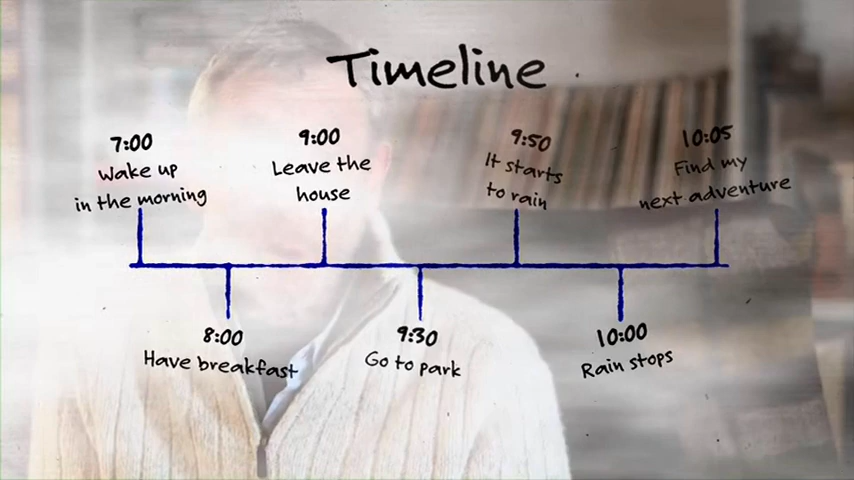 Timeline
7:00
Wake up
in the morning
8:00
Have breakfast
9:00
Leave the
house
9:30
Go to park
9:50
It starts
to rain
10:00
Rain stops
10:05
Find my
next adventure